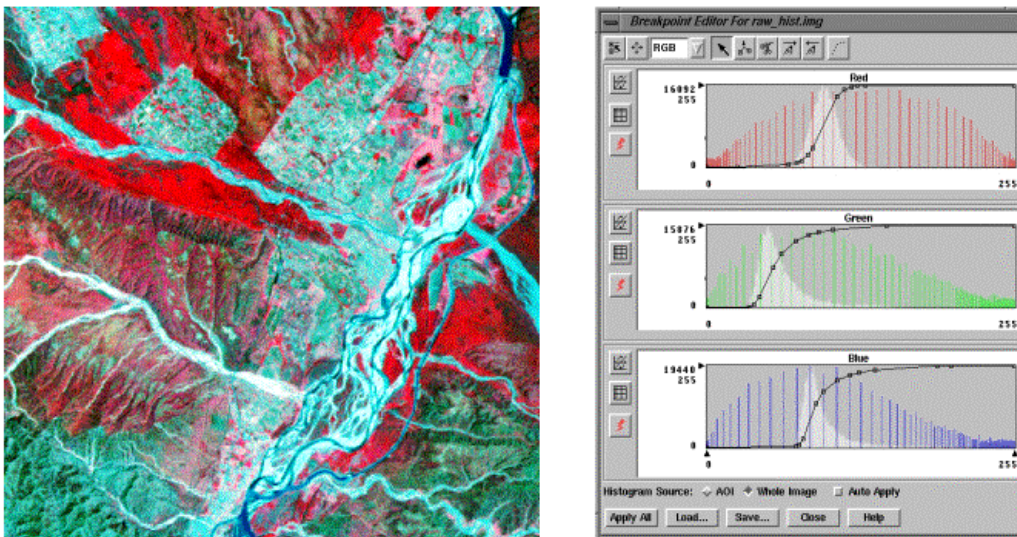 Breakpoint Editor For raw_hist.img
RGB
Red
16092
255
0
0 255
Green
15876
255
0
0 255
Blue
19440
255
0
0 255
Histogram Source: AOI Whole Image Auto Apply
Apply All Load... Save... Close Help